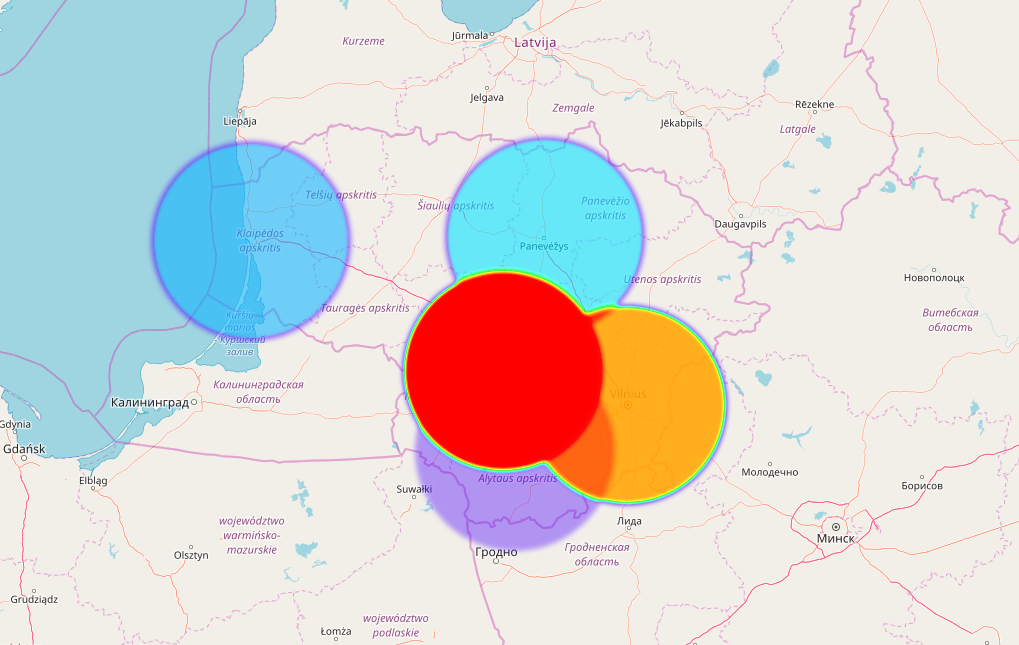 Kurzeme
Jūrmala
Latvija
Jelgava
Zemgale
Rēzekne
Liepāja
Jēkabpils
Latgale
Telšių apskritis
Šiaulių apskritis
Panevėžio
apskritis
Daugavpils
Klaipėdos
apskritis
Panevėžys
Utenos apskritis
Новополоцк
Tauragės apskritis
Kuršių
marios
Куршский
залив
Витебская
область
Калининградская
область
Калининград
Vilnius
Gdynia
Gdańsk
Elbląg
Alytaus apskritis
Молодечно
Suwałki
Борисов
województwo
warmińsko-
mazurskie
Лида
Минск
Olsztyn
Гродно
Гродненская
область
Grudziądz
województwo
podlaskie
Łomża